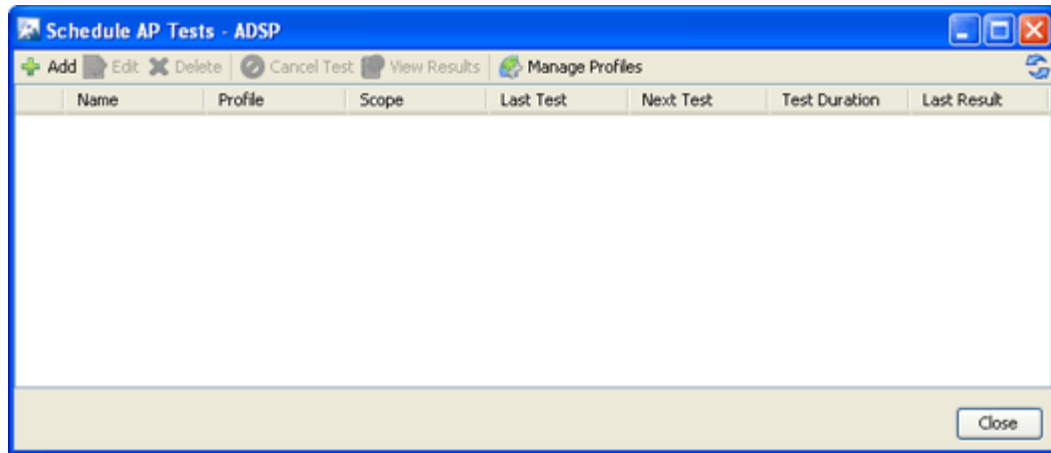 Schedule AP Tests - ADSP
Add Edit Delete Cancel Test View Results Manage Profiles
Name Profile Scope Last Test Next Test Test Duration Last Result
Close